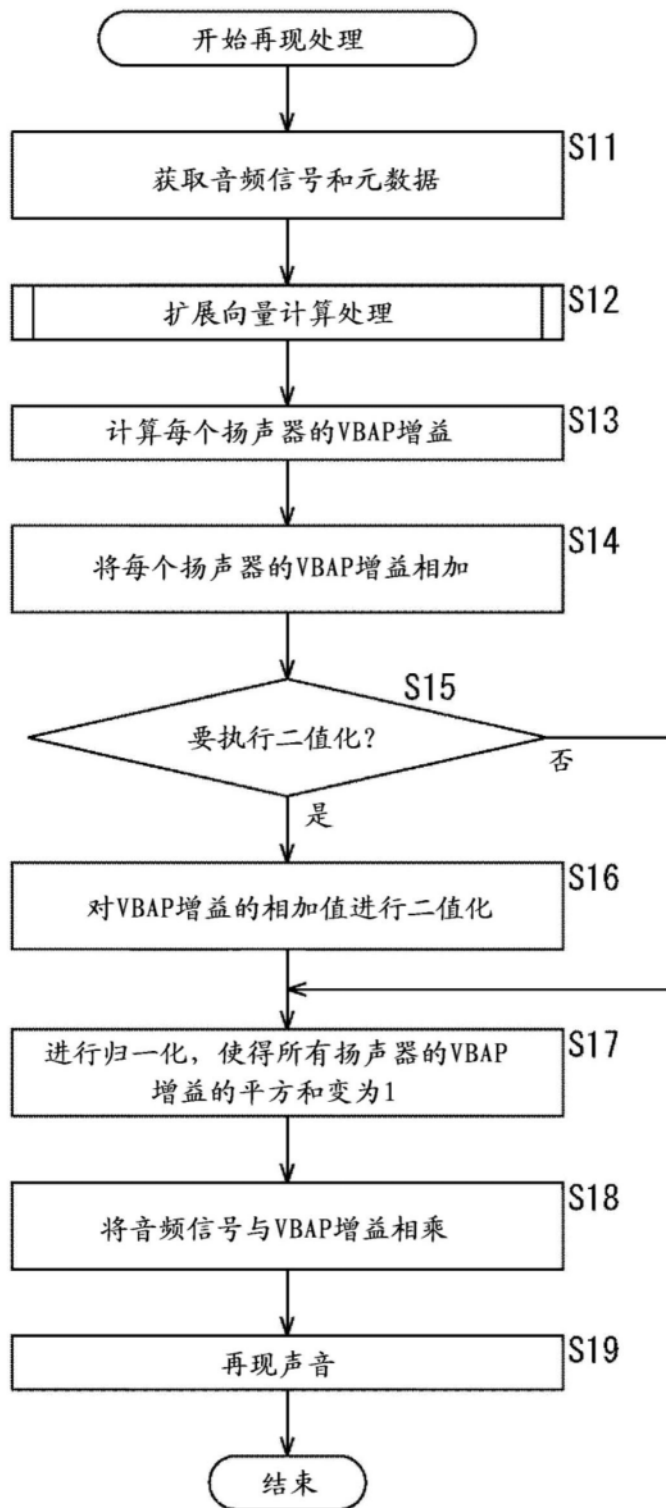 开始再现处理
S11
获取音频信号和元数据
S12
扩展向量计算处理
S13
计算每个扬声器的VBAP增益
S14
将每个扬声器的VBAP增益相加
S15
要执行二值化?
否
是
S16
对VBAP增益的相加值进行二值化
S17
进行归一化，使得所有扬声器的VBAP
增益的平方和变为1
S18
将音频信号与VBAP增益相乘
S19
再现声音
结束